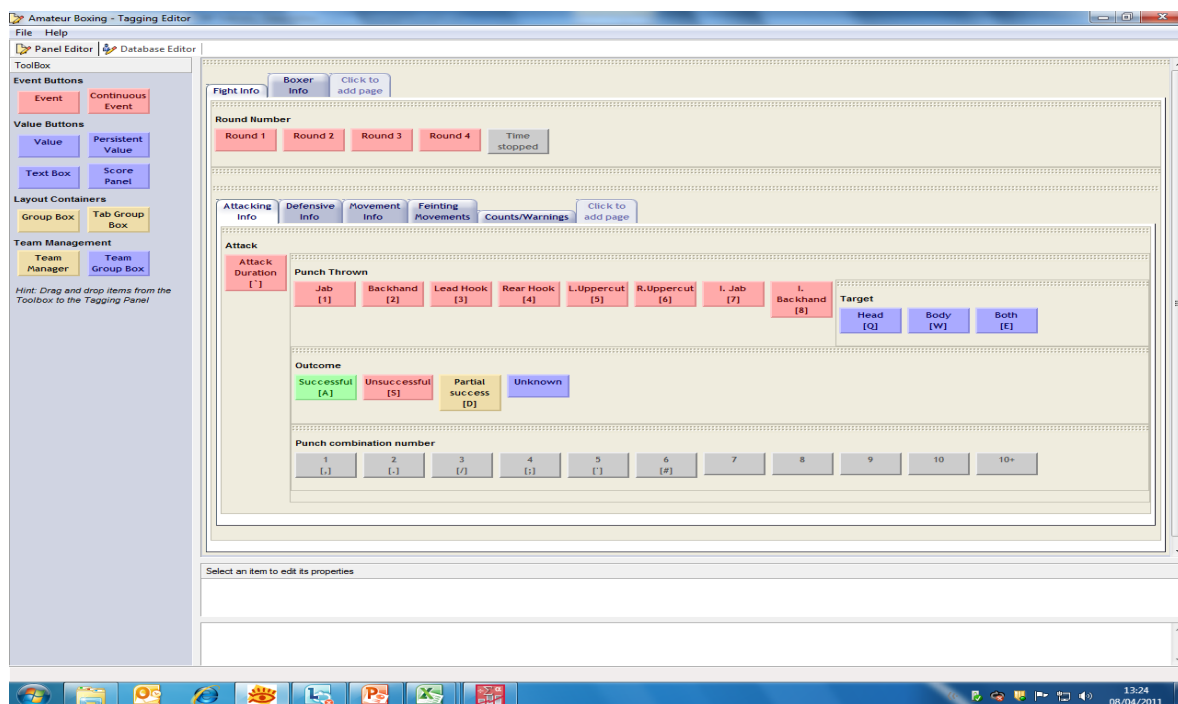 Amateur Boxing - Tagging Editor
File Help
Panel Editor Database Editor
ToolBox
Event Buttons
Event
Continuous
Event
Value Buttons
Value
Persistent
Value
Text Box
Score
Panel
Layout Containers
Group Box
Tab Group
Box
Team Management
Team
Manager
Team
Group Box
Hint: Drag and drop items from the
Toolbox to the Tagging Panel
Fight Info
Boxer
Info
Click to
add page
Round Number
Round 1
Round 2
Round 3
Round 4
Time
stopped
Attacking
Info
Defensive
Info
Movement
Info
Feinting
Movements
Counts/Warnings
Click to
add page
Attack
Attack
Duration
[`]
Punch Thrown
Jab
[1]
Backhand
[2]
Lead Hook
[3]
Rear Hook
[4]
L.Uppercut
[5]
R.Uppercut
[6]
I. Jab
[7]
I.
Backhand
[8]
Target
Head
[Q]
Body
[W]
Both
[E]
Outcome
Successful
[A]
Unsuccessful
[S]
Partial
success
[D]
Unknown
Punch combination number
1
[,]
2
[.]
3
[/]
4
[;]
5
[']
6
[#]
7
8
9
10
10+
Select an item to edit its properties
13:24
08/04/2011